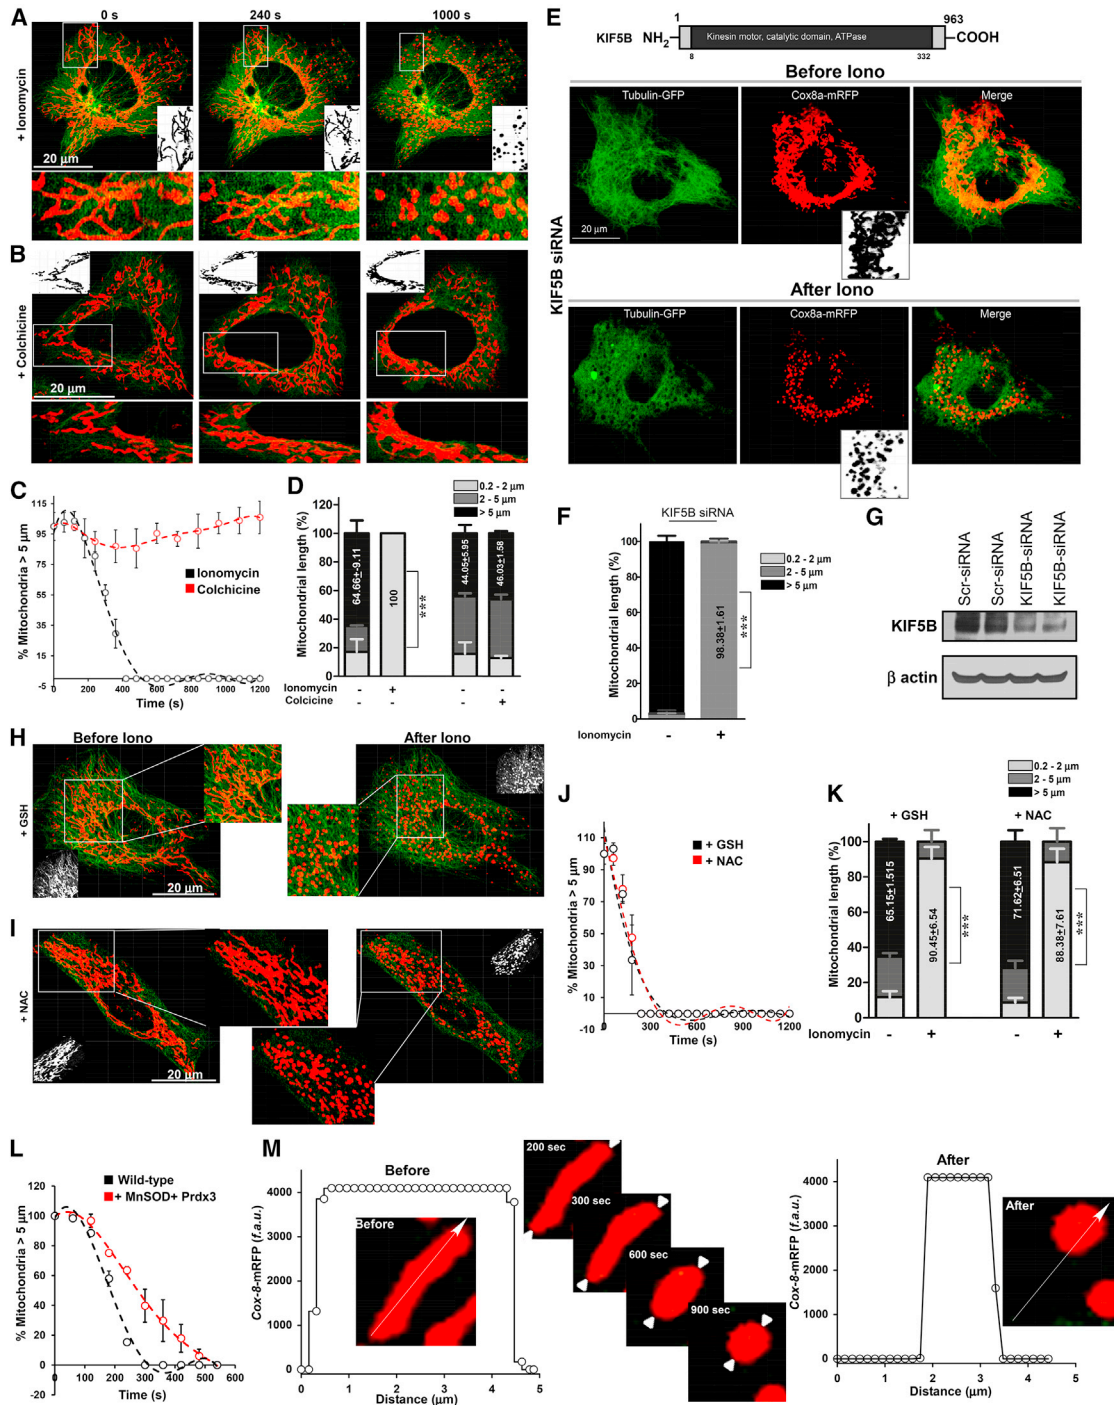 A
0 s
240 s
1000 s
+ Ionomycin
20 µm
B
+ Colchicine
20 µm
C
% Mitochondria > 5 µm
115
95
75
55
35
15
-5
Ionomycin
Colchicine
0 200 400 600 800 1000 1200
Time (s)
D
0.2 - 2 µm
2 - 5 µm
> 5 µm
Mitochondrial length (%)
120
100
80
60
40
20
0
64.66±-9.11
100
***
44.05±5.95
46.03±1.58
Ionomycin - + - -
Colcicine - - - +
E
1
963
KIF5B
NH2
Kinesin motor, catalytic domain, ATPase
COOH
8
332
KIF5B siRNA
Before Iono
Tubulin-GFP
Cox8a-mRFP
Merge
20 µm
After Iono
Tubulin-GFP
Cox8a-mRFP
Merge
F
KIF5B siRNA
Mitochondrial length (%)
100
80
60
40
20
0
98.38±1.61
***
0.2 - 2 µm
2 - 5 µm
> 5 µm
Ionomycin - +
G
Scr-siRNA
Scr-siRNA
KIF5B-siRNA
KIF5B-siRNA
KIF5B
β actin
H
Before Iono
After Iono
+ GSH
20 µm
I
+ NAC
20 µm
J
% Mitochondria > 5 µm
110
90
70
50
30
10
-10
+ GSH
+ NAC
300 600 900 1200
Time (s)
K
0.2 - 2 µm
2 - 5 µm
> 5 µm
+ GSH
+ NAC
Mitochondrial length (%)
100
80
60
40
20
0
65.15±1.515
90.45±6.54
***
71.62±6.51
88.38±7.61
***
Ionomycin - + - +
L
% Mitochondria > 5 µm
120
100
80
60
40
20
0
-20
Wild-type
+ MnSOD+ Prdx3
0 100 200 300 400 500 600
Time (s)
M
Before
Cox-8-mRFP (f.a.u.)
4000
3000
2000
1000
0
Before
0 1 2 3 4 5
Distance (µm)
200 sec
300 sec
600 sec
900 sec
After
Cox-8-mRFP (f.a.u.)
4000
3000
2000
1000
0
After
0 1 2 3 4 5
Distance (µm)